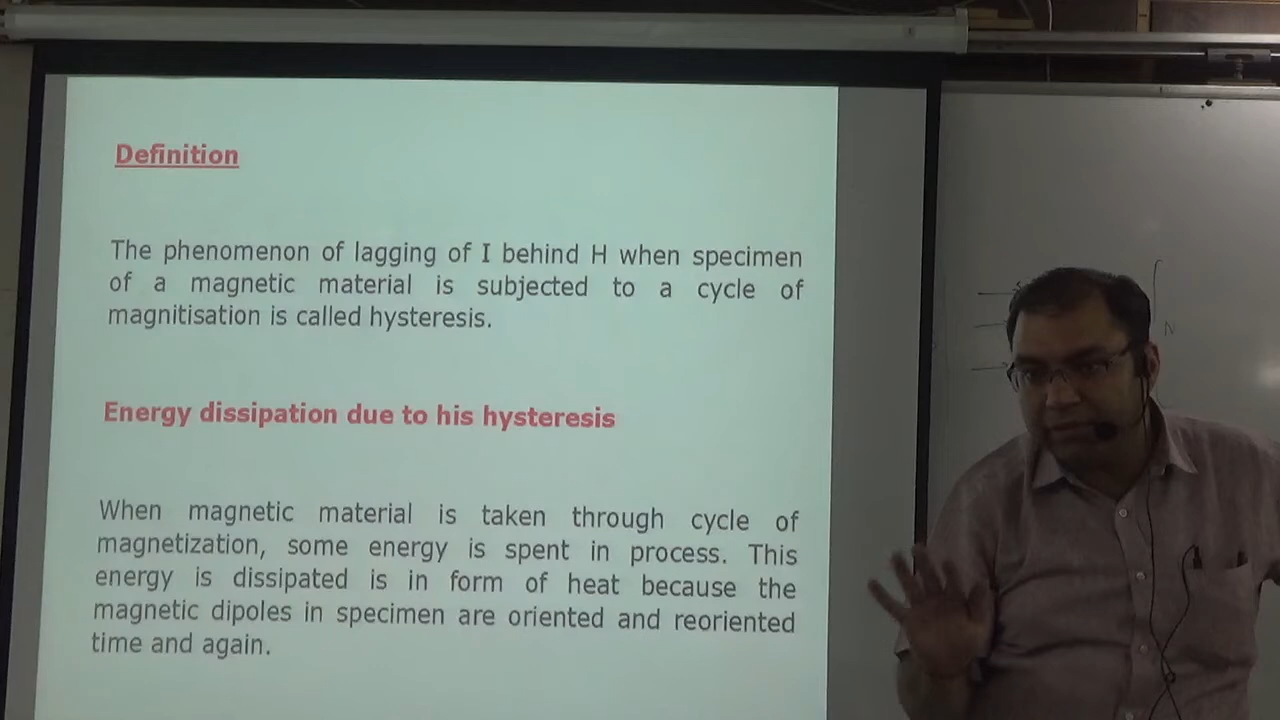 Definition
The phenomenon of lagging of I behind H when specimen
of a magnetic material is subjected to a cycle of
magnitisation is called hysteresis.
Energy dissipation due to his hysteresis
When magnetic material is taken through cycle of
magnetization, some energy is spent in process. This
energy is dissipated is in form of heat because the
magnetic dipoles in specimen are oriented and reoriented
time and again.
N